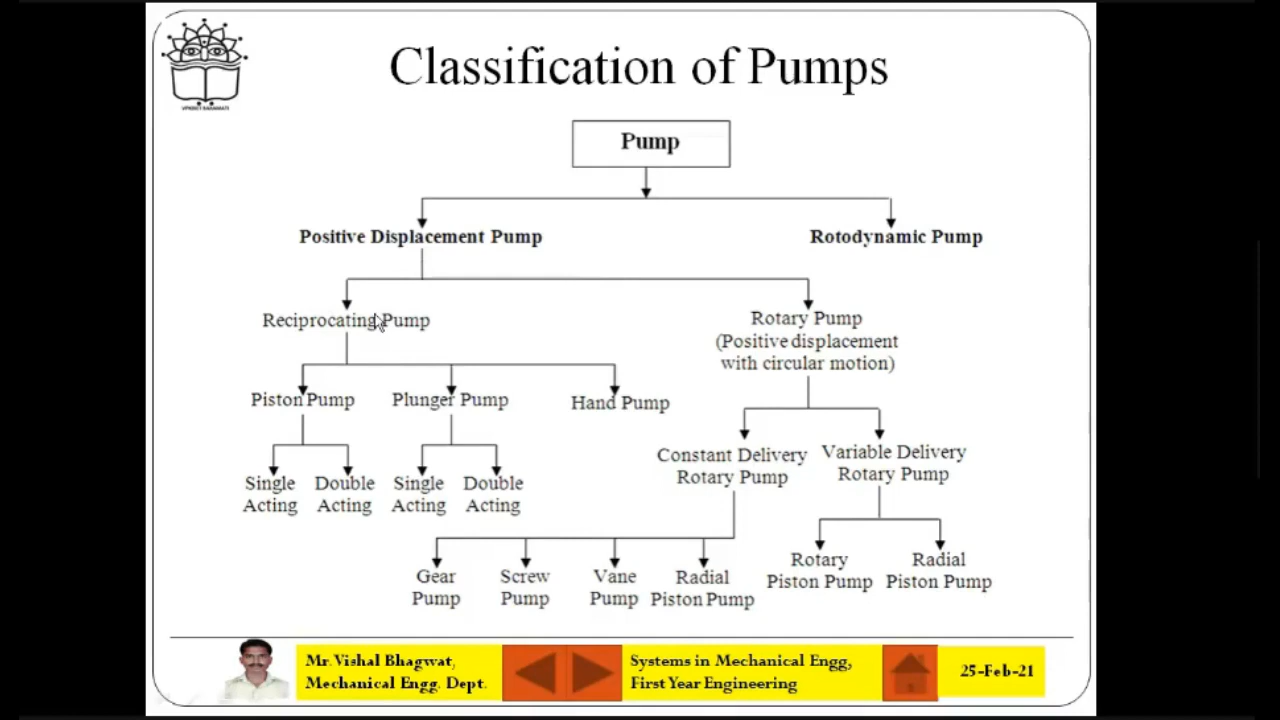 Classification of Pumps
VPKBIET BARAMATI
Pump
Positive Displacement Pump
Rotodynamic Pump
Reciprocating Pump
Rotary Pump
(Positive displacement
with circular motion)
Piston Pump
Plunger Pump
Hand Pump
Constant Delivery
Rotary Pump
Variable Delivery
Rotary Pump
Single
Acting
Double
Acting
Single
Acting
Double
Acting
Gear
Pump
Screw
Pump
Vane
Pump
Radial
Piston Pump
Rotary
Piston Pump
Radial
Piston Pump
Mr. Vishal Bhagwat,
Mechanical Engg. Dept.
Systems in Mechanical Engg,
First Year Engineering
25-Feb-21